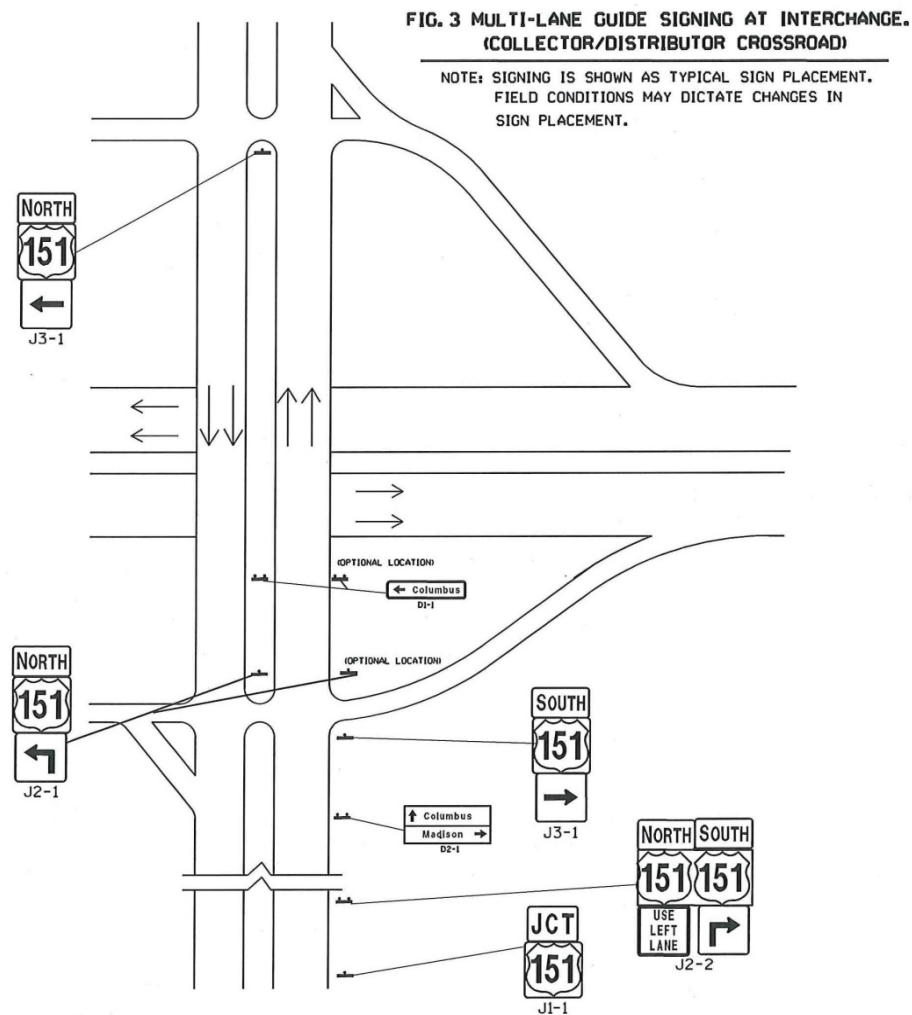 FIG. 3 MULTI-LANE GUIDE SIGNING AT INTERCHANGE.
(COLLECTOR/DISTRIBUTOR CROSSROAD)
NOTE: SIGNING IS SHOWN AS TYPICAL SIGN PLACEMENT.
FIELD CONDITIONS MAY DICTATE CHANGES IN
SIGN PLACEMENT.
NORTH
151
J3-1
(OPTIONAL LOCATION)
Columbus
D1-1
(OPTIONAL LOCATION)
NORTH
151
J2-1
SOUTH
151
J3-1
Columbus
Madison
D2-1
NORTH SOUTH
151 151
USE
LEFT
LANE
J2-2
JCT
151
J1-1